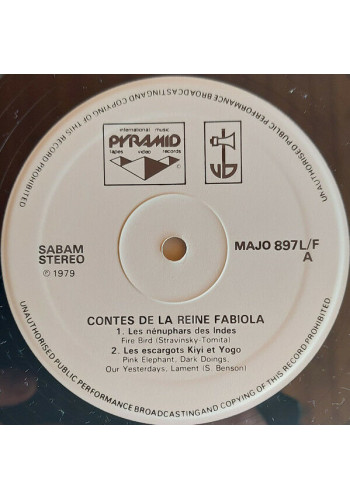 UNAUTHORISED PUBLIC PERFORMANCE BROADCASTING AND COPYING OF THIS RECORD PROHIBITED
international music
PYRAMID
tapes video records
vb
SABAM
STEREO
℗ 1979
MAJO 897L/F
A
CONTES DE LA REINE FABIOLA
1. Les nénuphars des Indes
Fire Bird (Stravinsky-Tomita)
2. Les escargots Kiyi et Yogo
Pink Elephant, Dark Doings,
Our Yesterdays, Lament (S. Benson)
UNAUTHORISED PUBLIC PERFORMANCE BROADCASTING AND COPYING OF THIS RECORD PROHIBITED